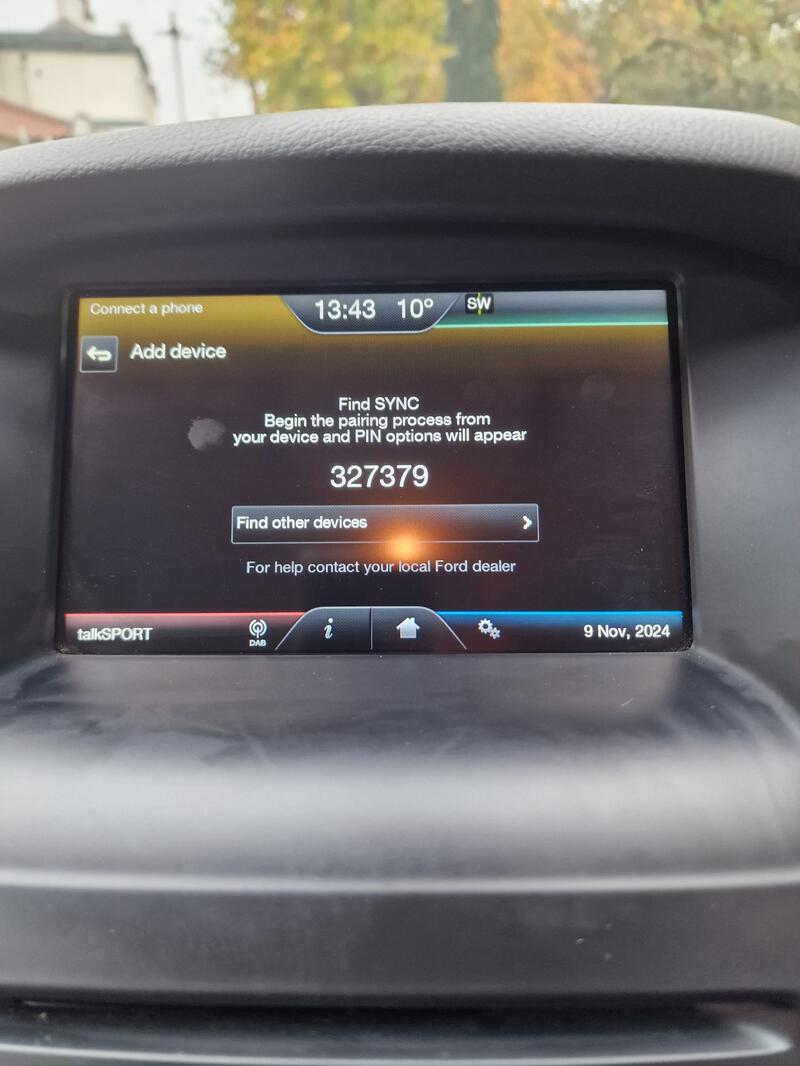 Connect a phone
13:43 10° SW
Add device
Find SYNC
Begin the pairing process from
your device and PIN options will appear
327379
Find other devices
For help contact your local Ford dealer
talkSPORT
DAB
i
9 Nov, 2024